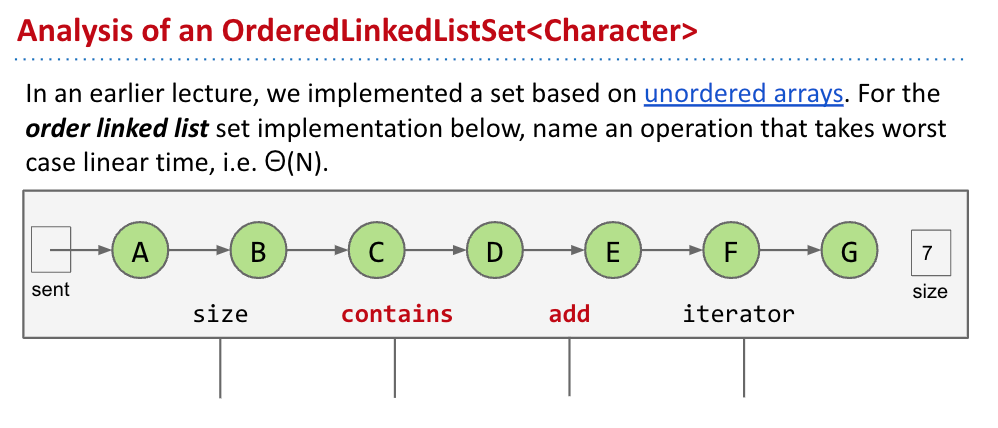 Analysis of an OrderedLinkedListSet<Character>
In an earlier lecture, we implemented a set based on unordered arrays. For the
order linked list set implementation below, name an operation that takes worst
case linear time, i.e. Θ(N).
A B C D E F G 7
sent size
size contains add iterator